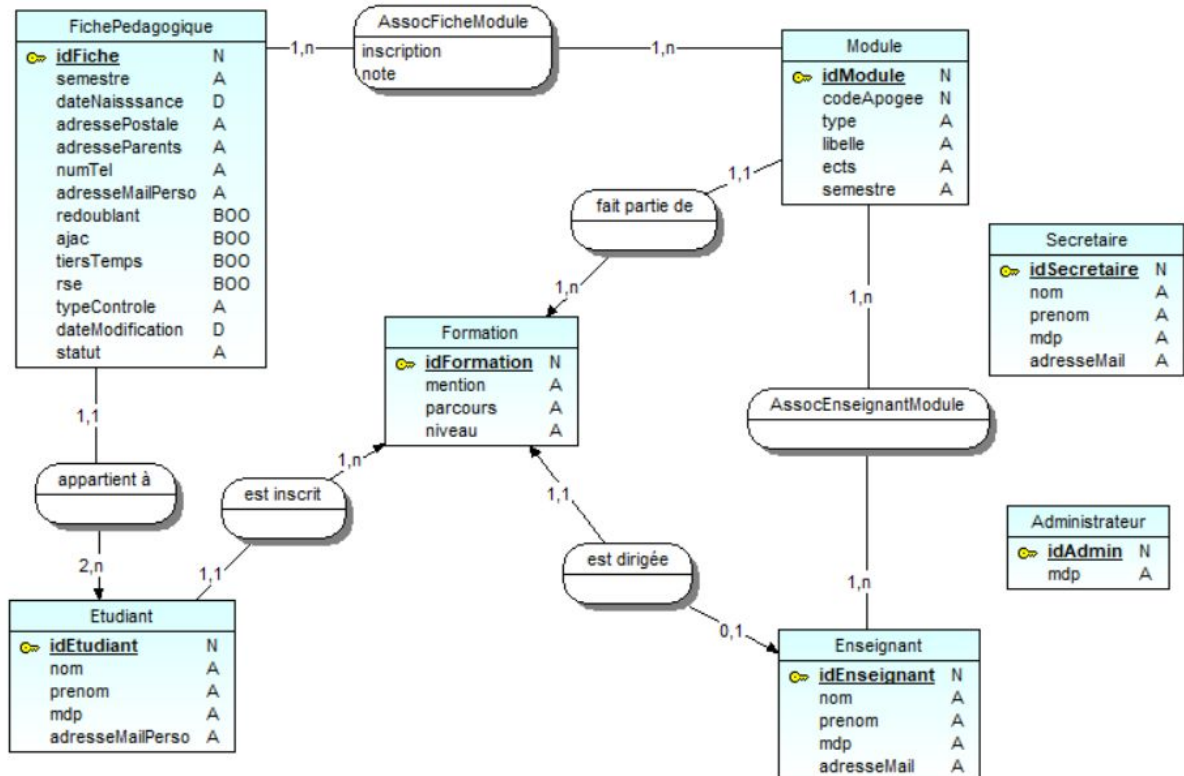 FichePedagogique
idFiche N
semestre A
dateNaisssance D
adressePostale A
adresseParents A
numTel A
adresseMailPerso A
redoublant BOO
ajac BOO
tiersTemps BOO
rse BOO
typeControle A
dateModification D
statut A
1,n
AssocFicheModule
inscription
note
1,n
Module
idModule N
codeApogee N
type A
libelle A
ects A
semestre A
1,1
fait partie de
1,n
Formation
idFormation N
mention A
parcours A
niveau A
Secretaire
idSecretaire N
nom A
prenom A
mdp A
adresseMail A
1,n
AssocEnseignantModule
1,n
1,1
appartient à
2,n
1,n
est inscrit
1,1
1,1
est dirigée
0,1
Administrateur
idAdmin N
mdp A
Etudiant
idEtudiant N
nom A
prenom A
mdp A
adresseMailPerso A
Enseignant
idEnseignant N
nom A
prenom A
mdp A
adresseMail A